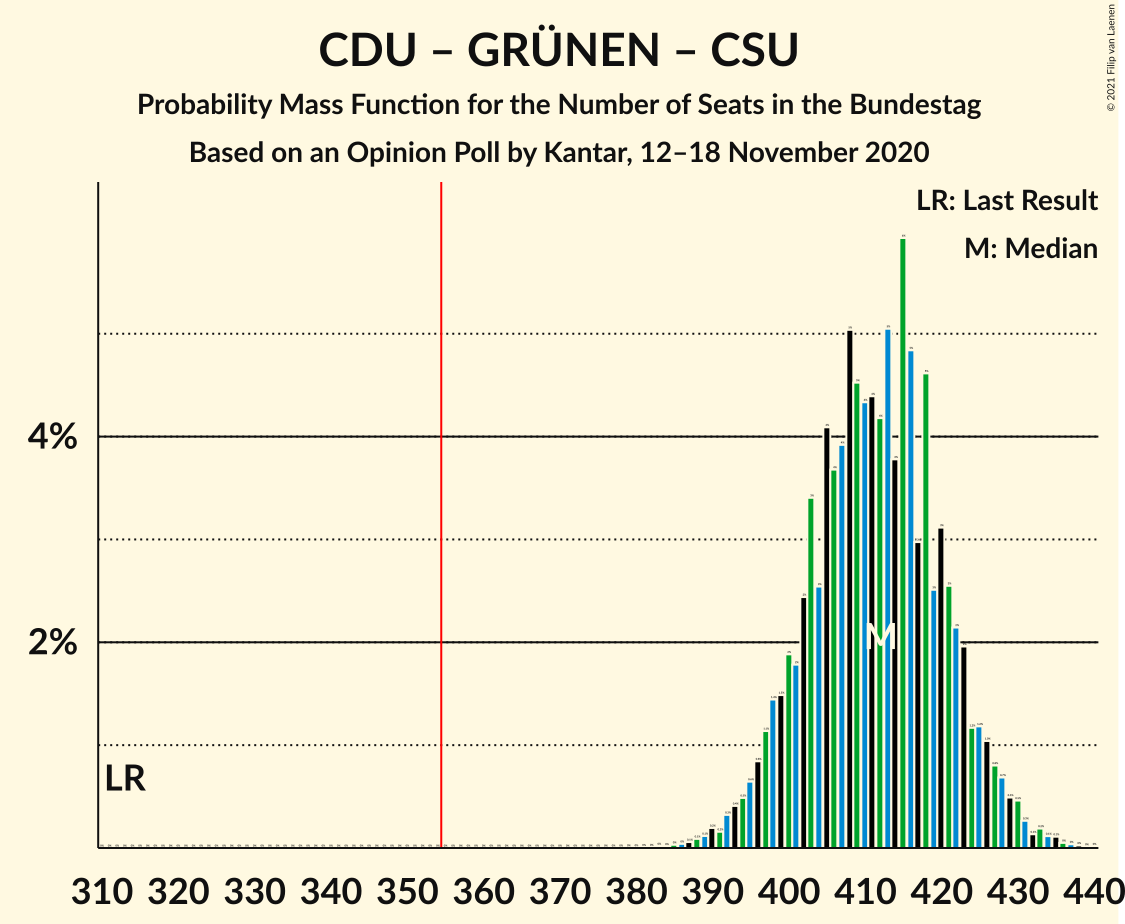 CDU – GRÜNEN – CSU
Probability Mass Function for the Number of Seats in the Bundestag
Based on an Opinion Poll by Kantar, 12–18 November 2020
© 2021 Filip van Laenen
LR: Last Result
M: Median
4%
2%
M
LR
310 320 330 340 350 360 370 380 390 400 410 420 430 440